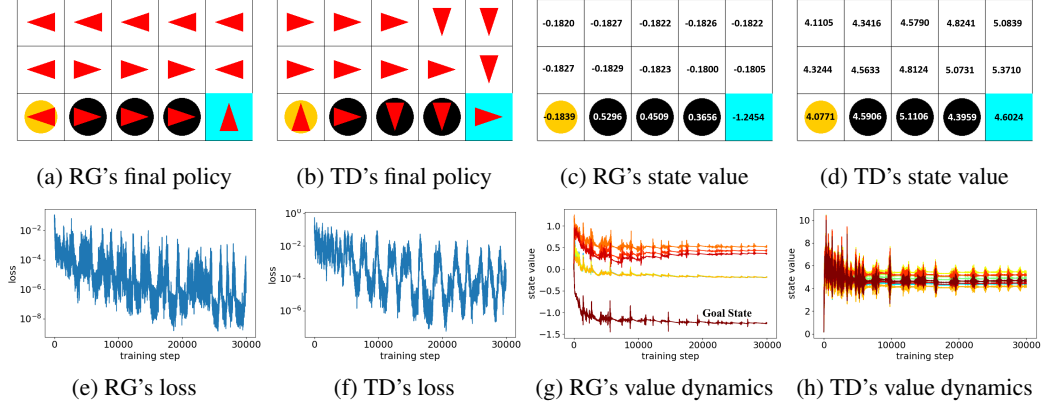 -0.1820 -0.1827 -0.1822 -0.1826 -0.1822
4.1105 4.3416 4.5790 4.8241 5.0839
-0.1827 -0.1829 -0.1823 -0.1800 -0.1805
4.3244 4.5633 4.8124 5.0731 5.3710
-0.1839 0.5296 0.4509 0.3656 -1.2454
4.0771 4.5906 5.1106 4.3959 4.6024
(a) RG's final policy
(b) TD's final policy
(c) RG's state value
(d) TD's state value
loss
10⁻²
10⁻⁴
10⁻⁶
10⁻⁸
0 10000 20000 30000
training step
loss
10⁰
10⁻²
10⁻⁴
10⁻⁶
0 10000 20000 30000
training step
state value
1.0
0.5
0.0
-0.5
-1.0
-1.5
Goal State
0 10000 20000 30000
training step
state value
10
8
6
4
2
0
0 10000 20000 30000
training step
(e) RG's loss
(f) TD's loss
(g) RG's value dynamics
(h) TD's value dynamics